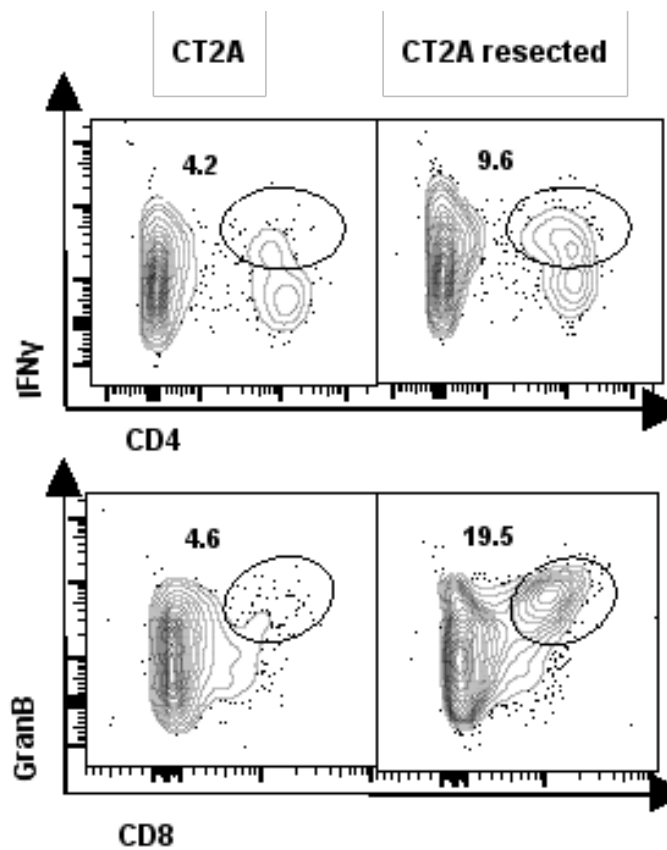 CT2A
CT2A resected
4.2
9.6
IFNγ
CD4
4.6
19.5
GranB
CD8